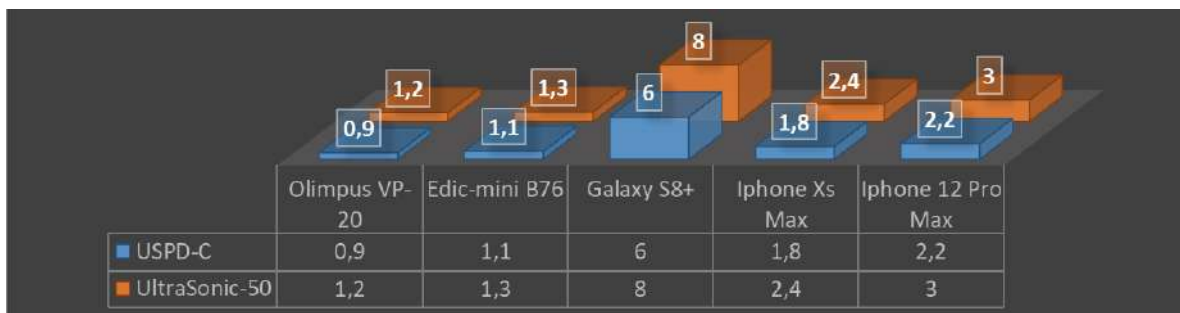 8
1,2
1,3
6
2,4
3
0,9
1,1
1,8
2,2
Olimpus VP-20
Edic-mini B76
Galaxy S8+
Iphone Xs Max
Iphone 12 Pro Max
USPD-C 0,9 1,1 6 1,8 2,2
UltraSonic-50 1,2 1,3 8 2,4 3